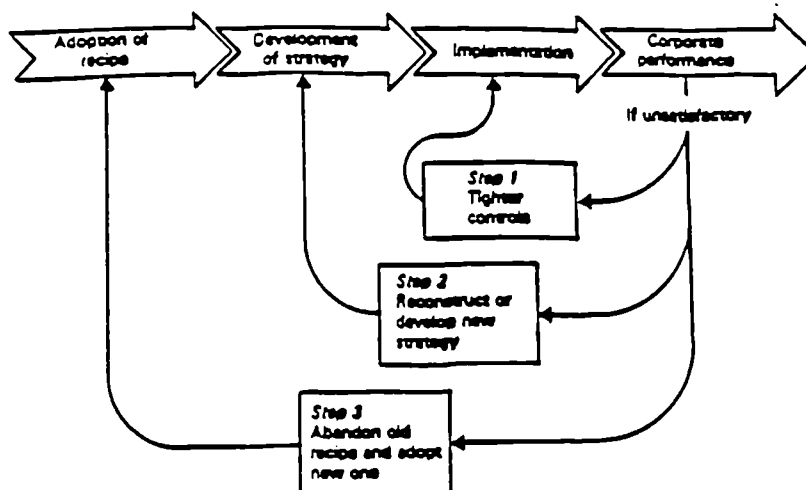 Adoption of
recipe
Development
of strategy
Implementation
Corporate
performance
If unsatisfactory
Step 1
Tighter
controls
Step 2
Reconstruct or
develop new
strategy
Step 3
Abandon old
recipe and adopt
new one